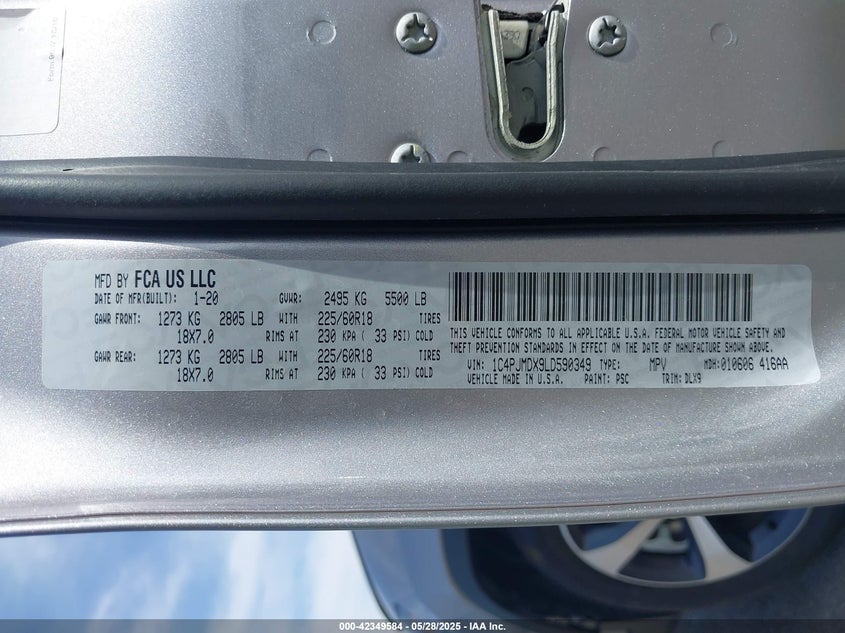 MFD BY FCA US LLC
DATE OF MFR(BUILT): 1-20 GVWR: 2495 KG 5500 LB
GAWR FRONT: 1273 KG 2805 LB WITH 225/60R18 TIRES
18X7.0 RIMS AT 230 KPA ( 33 PSI) COLD
GAWR REAR: 1273 KG 2805 LB WITH 225/60R18 TIRES
18X7.0 RIMS AT 230 KPA ( 33 PSI) COLD
THIS VEHICLE CONFORMS TO ALL APPLICABLE U.S.A. FEDERAL MOTOR VEHICLE SAFETY AND
THEFT PREVENTION STANDARDS IN EFFECT ON THE DATE OF MANUFACTURE SHOWN ABOVE.
VIN: 1C4PJMDX9LD590349 TYPE: MPV MDH:010606 416AA
VEHICLE MADE IN U.S.A. PAINT: PSC TRIM: DLX9
000-42349584 - 05/28/2025 - IAA Inc.